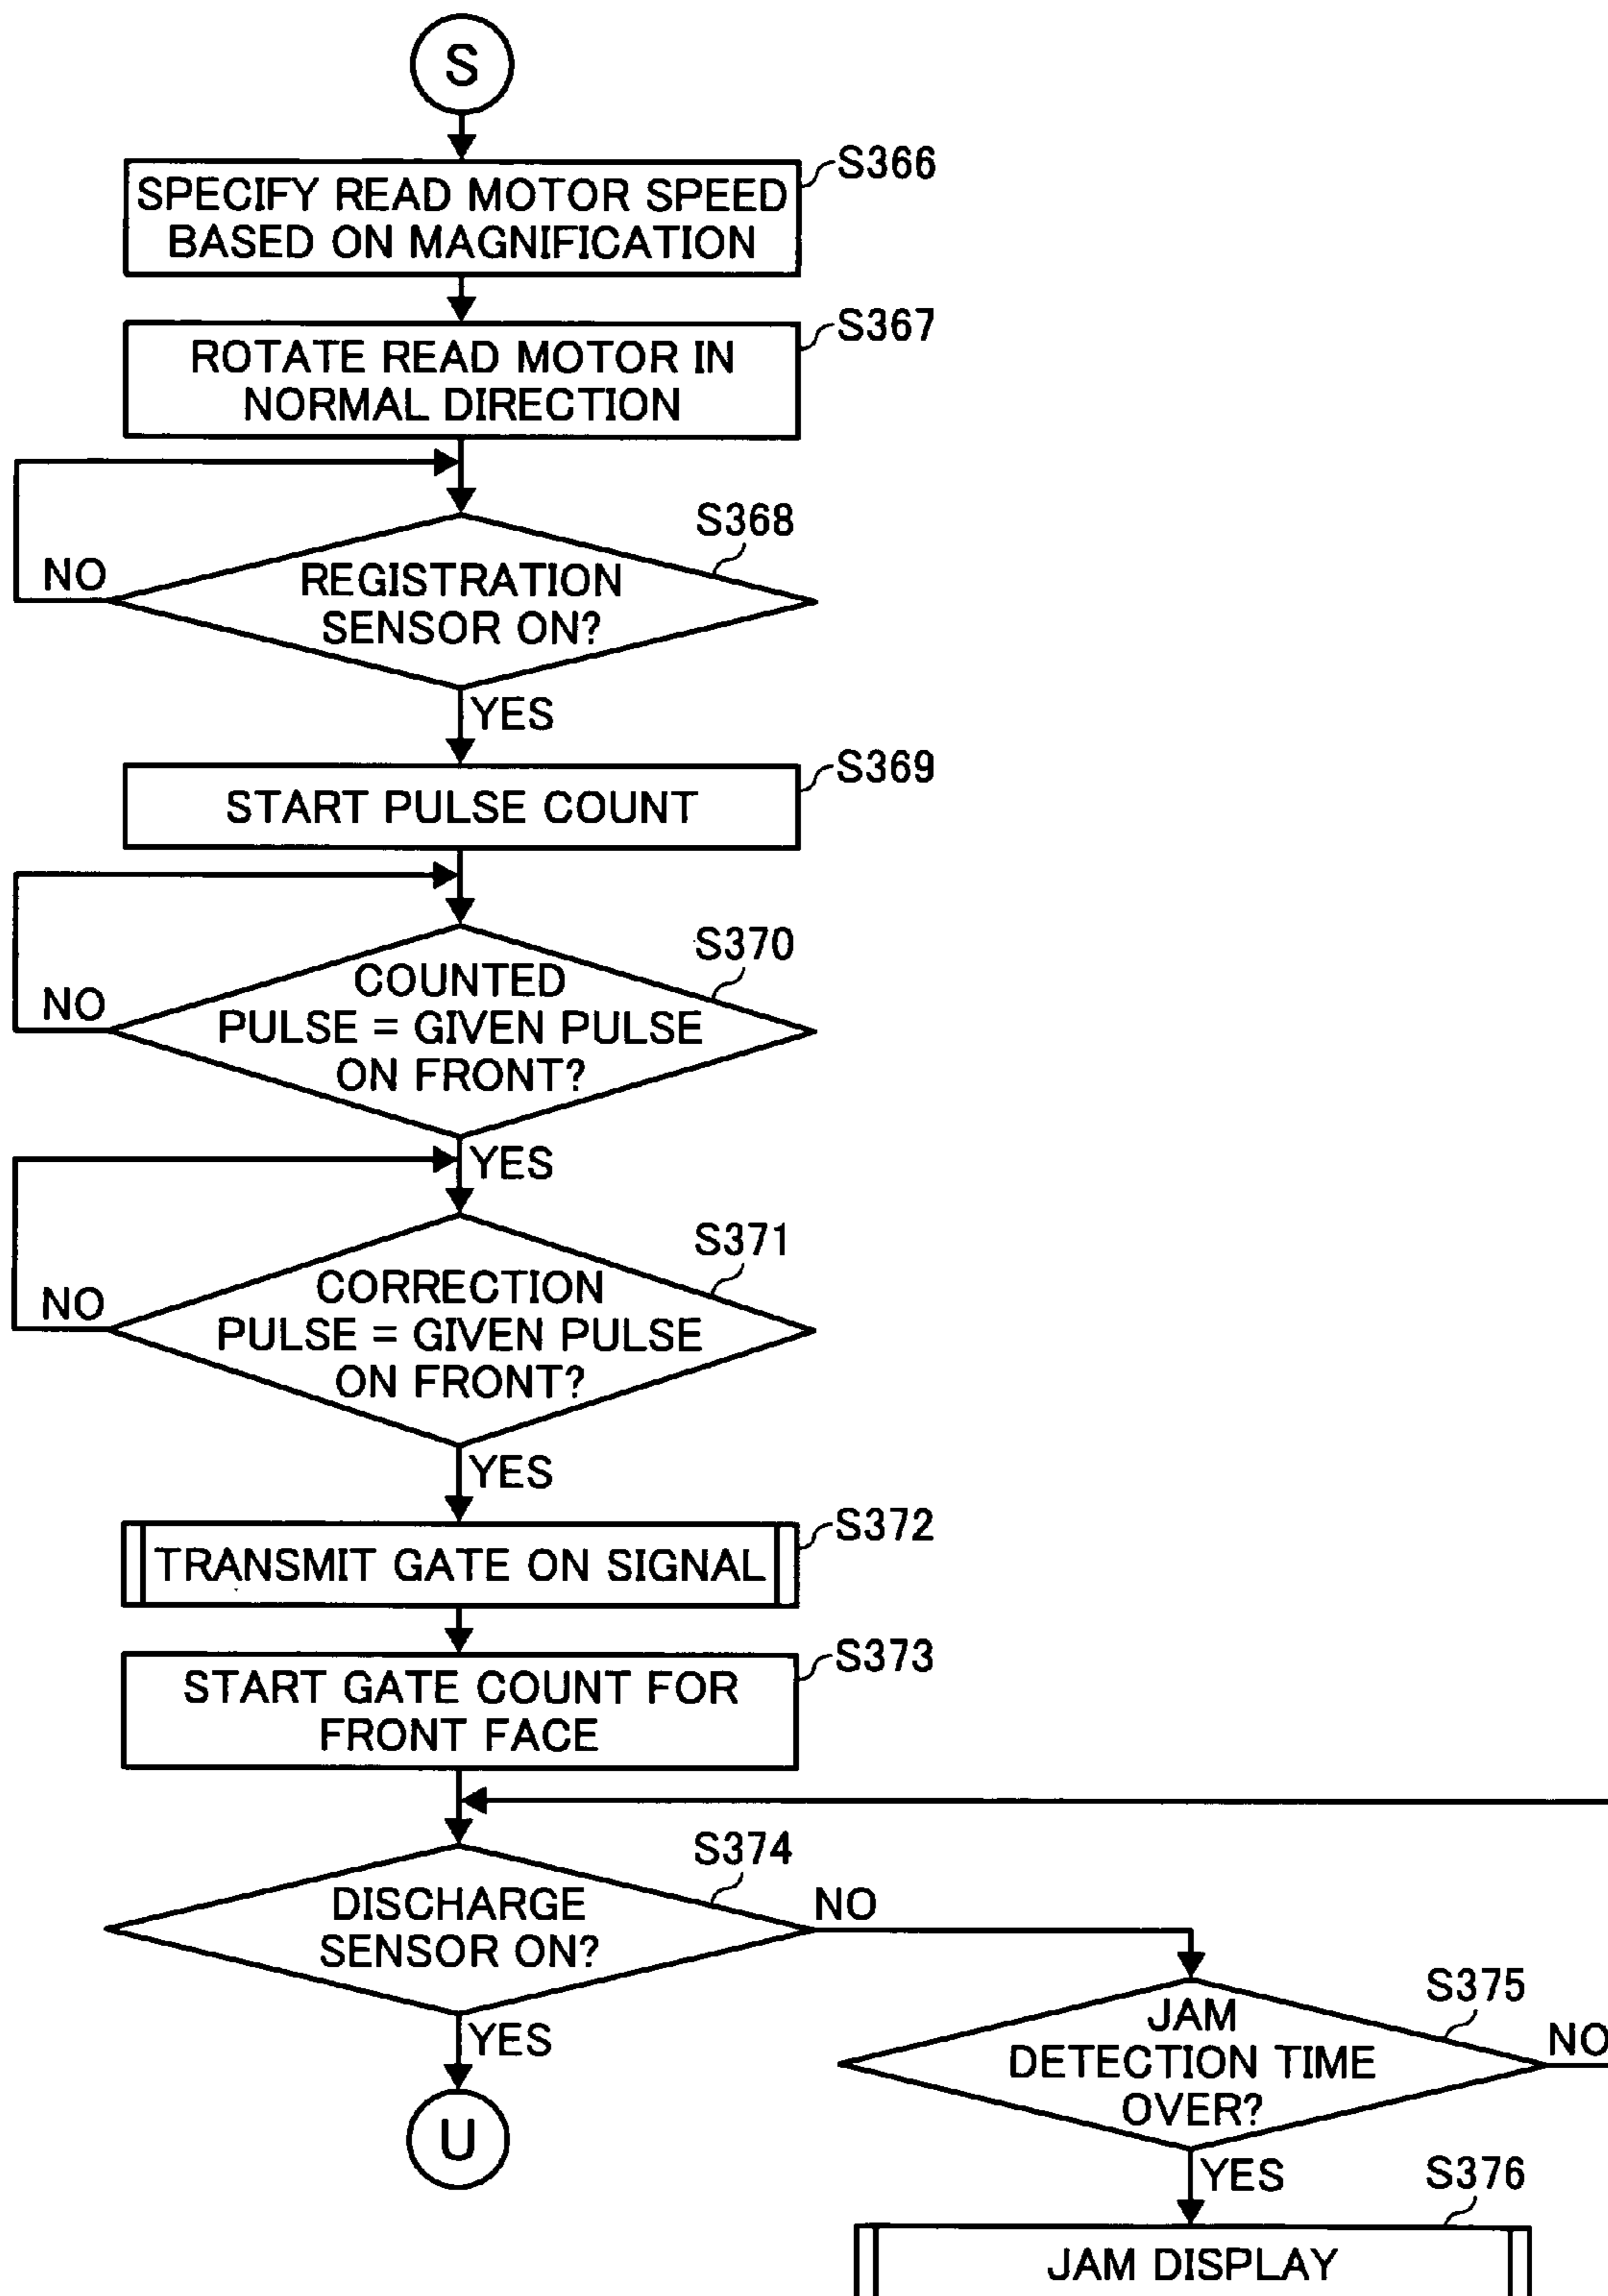 S
S366
SPECIFY READ MOTOR SPEED
BASED ON MAGNIFICATION
S367
ROTATE READ MOTOR IN
NORMAL DIRECTION
S368
NO
REGISTRATION
SENSOR ON?
YES
S369
START PULSE COUNT
S370
NO
COUNTED
PULSE = GIVEN PULSE
ON FRONT?
YES
S371
NO
CORRECTION
PULSE = GIVEN PULSE
ON FRONT?
YES
S372
TRANSMIT GATE ON SIGNAL
S373
START GATE COUNT FOR
FRONT FACE
S374
DISCHARGE
SENSOR ON?
NO
YES
U
S375
JAM
DETECTION TIME
OVER?
NO
YES
S376
JAM DISPLAY